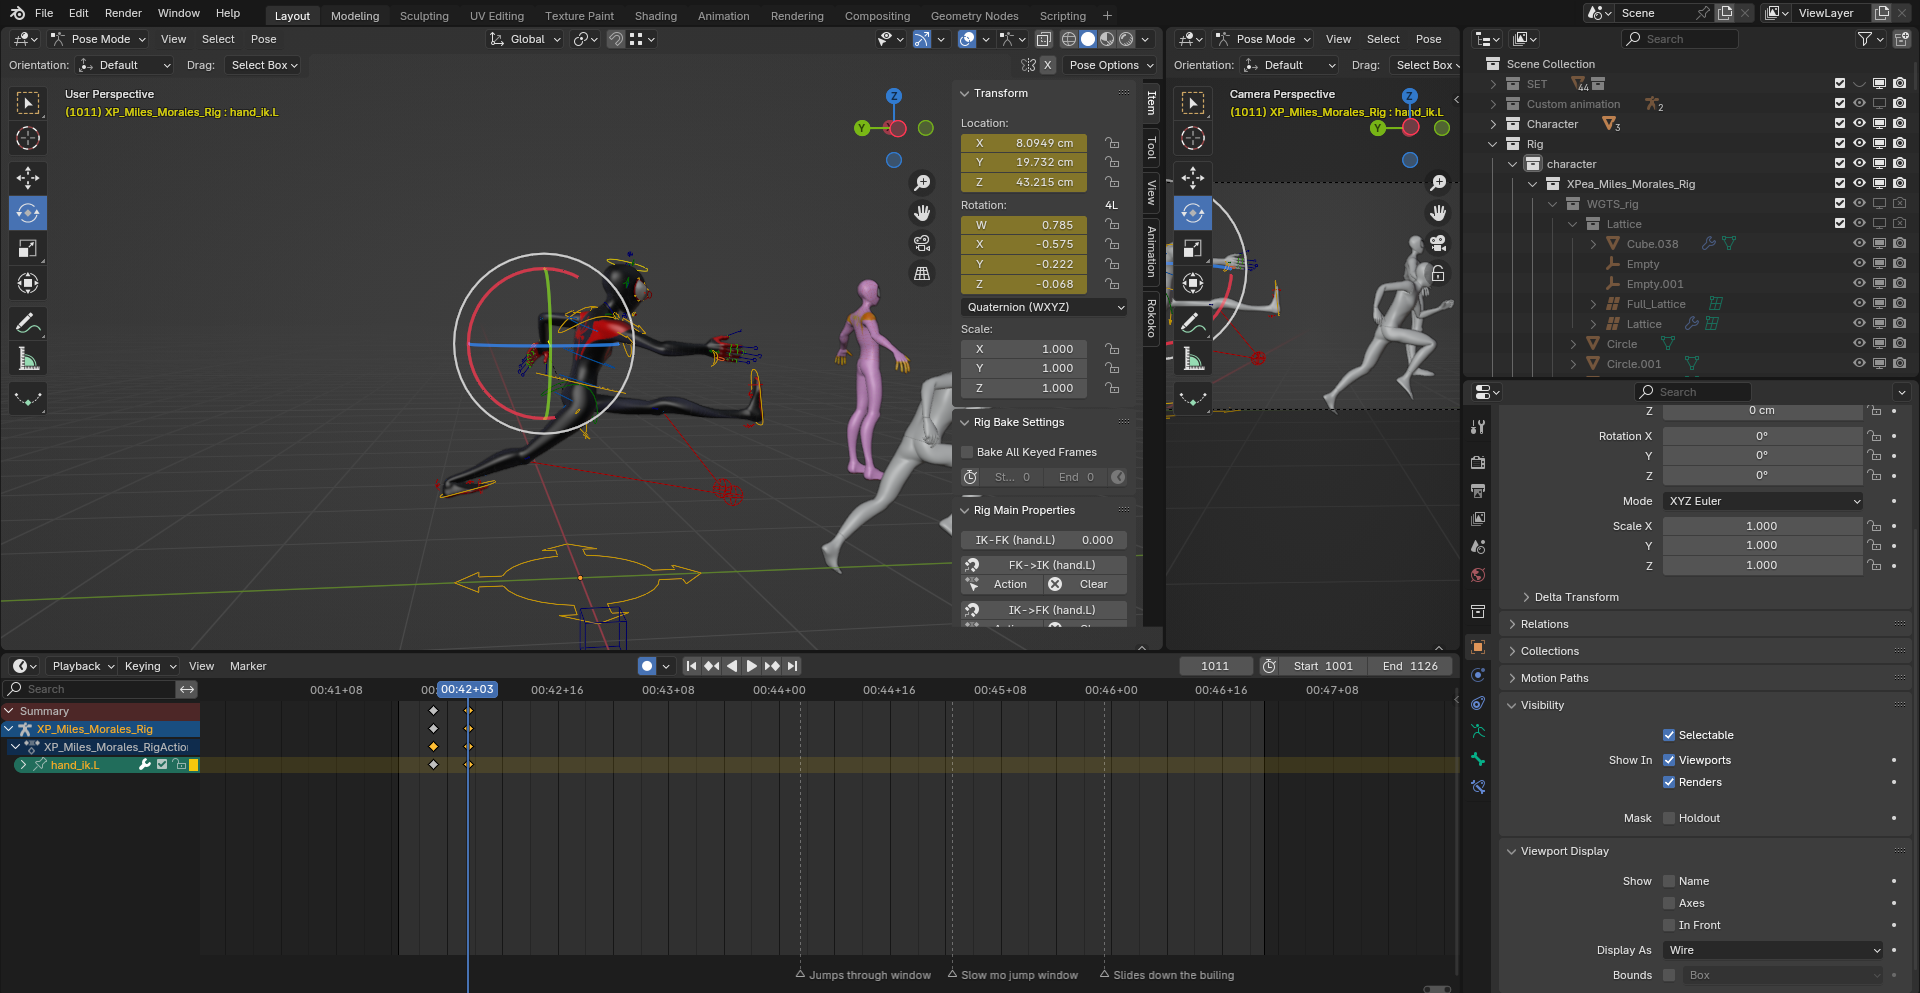 File Edit Render Window Help Layout Modeling Sculpting UV Editing Texture Paint Shading Animation Rendering Compositing Geometry Nodes Scripting + Scene ViewLayer
Pose Mode View Select Pose Global
Orientation: Default Drag: Select Box X Pose Options
User Perspective
(1011) XP_Miles_Morales_Rig : hand_ik.L
Z
Y
Transform
Location:
X 8.0949 cm
Y 19.732 cm
Z 43.215 cm
Rotation: 4L
W 0.785
X -0.575
Y -0.222
Z -0.068
Quaternion (WXYZ)
Scale:
X 1.000
Y 1.000
Z 1.000
Rig Bake Settings
Bake All Keyed Frames
St... 0 End 0
Rig Main Properties
IK-FK (hand.L) 0.000
FK->IK (hand.L)
Action Clear
IK->FK (hand.L)
Item
Tool
View
Animation
Rokoko
Pose Mode View Select Pose
Orientation: Default Drag: Select Box
Camera Perspective
(1011) XP_Miles_Morales_Rig : hand_ik.L
Z
Y
Search
Scene Collection
SET 44
Custom animation 2
Character 3
Rig
character
XPea_Miles_Morales_Rig
WGTS_rig
Lattice
Cube.038
Empty
Empty.001
Full_Lattice
Lattice
Circle
Circle.001
Search
Z 0 cm
Rotation X 0°
Y 0°
Z 0°
Mode XYZ Euler
Scale X 1.000
Y 1.000
Z 1.000
Delta Transform
Relations
Collections
Motion Paths
Visibility
Selectable
Show In Viewports
Renders
Mask Holdout
Viewport Display
Show Name
Axes
In Front
Display As Wire
Bounds Box
Playback Keying View Marker 1011 Start 1001 End 1126
Search 00:41+08 00: 00:42+03 00:42+16 00:43+08 00:44+00 00:44+16 00:45+08 00:46+00 00:46+16 00:47+08
Summary
XP_Miles_Morales_Rig
XP_Miles_Morales_RigActio
hand_ik.L
Jumps through window Slow mo jump window Slides down the builing